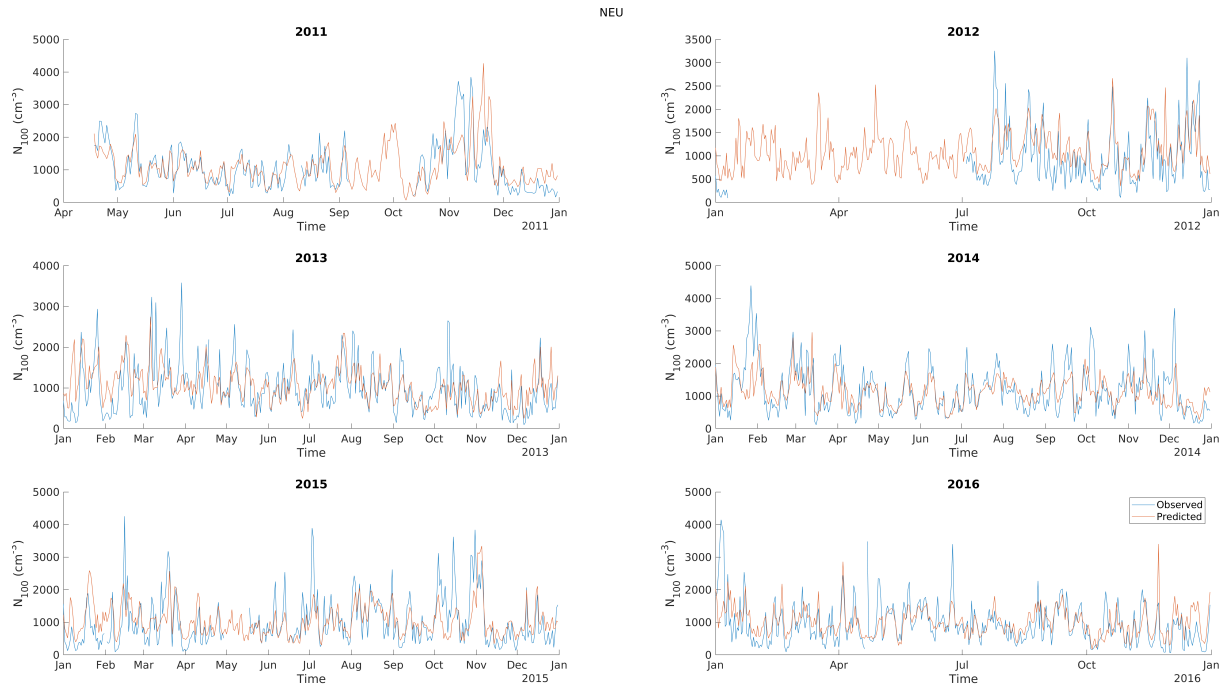 NEU
2011
5000
4000
3000
2000
1000
0
N100 (cm-3)
Apr May Jun Jul Aug Sep Oct Nov Dec Jan
Time
2011
2012
3500
3000
2500
2000
1500
1000
500
0
N100 (cm-3)
Jan Apr Jul Oct Jan
Time
2012
2013
4000
3000
2000
1000
0
N100 (cm-3)
Jan Feb Mar Apr May Jun Jul Aug Sep Oct Nov Dec Jan
Time
2013
2014
5000
4000
3000
2000
1000
0
N100 (cm-3)
Jan Feb Mar Apr May Jun Jul Aug Sep Oct Nov Dec Jan
Time
2014
2015
5000
4000
3000
2000
1000
0
N100 (cm-3)
Jan Feb Mar Apr May Jun Jul Aug Sep Oct Nov Dec Jan
Time
2015
2016
5000
4000
3000
2000
1000
0
N100 (cm-3)
Jan Apr Jul Oct Jan
Time
2016
Observed
Predicted